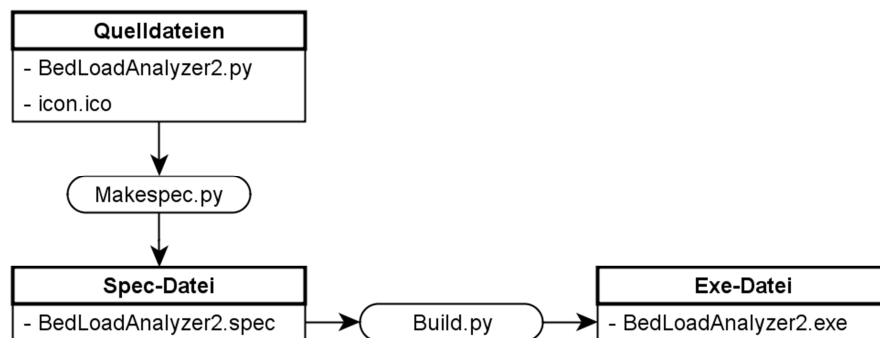 Quelldateien
- BedLoadAnalyzer2.py
- icon.ico
Makespec.py
Spec-Datei
- BedLoadAnalyzer2.spec
Build.py
Exe-Datei
- BedLoadAnalyzer2.exe